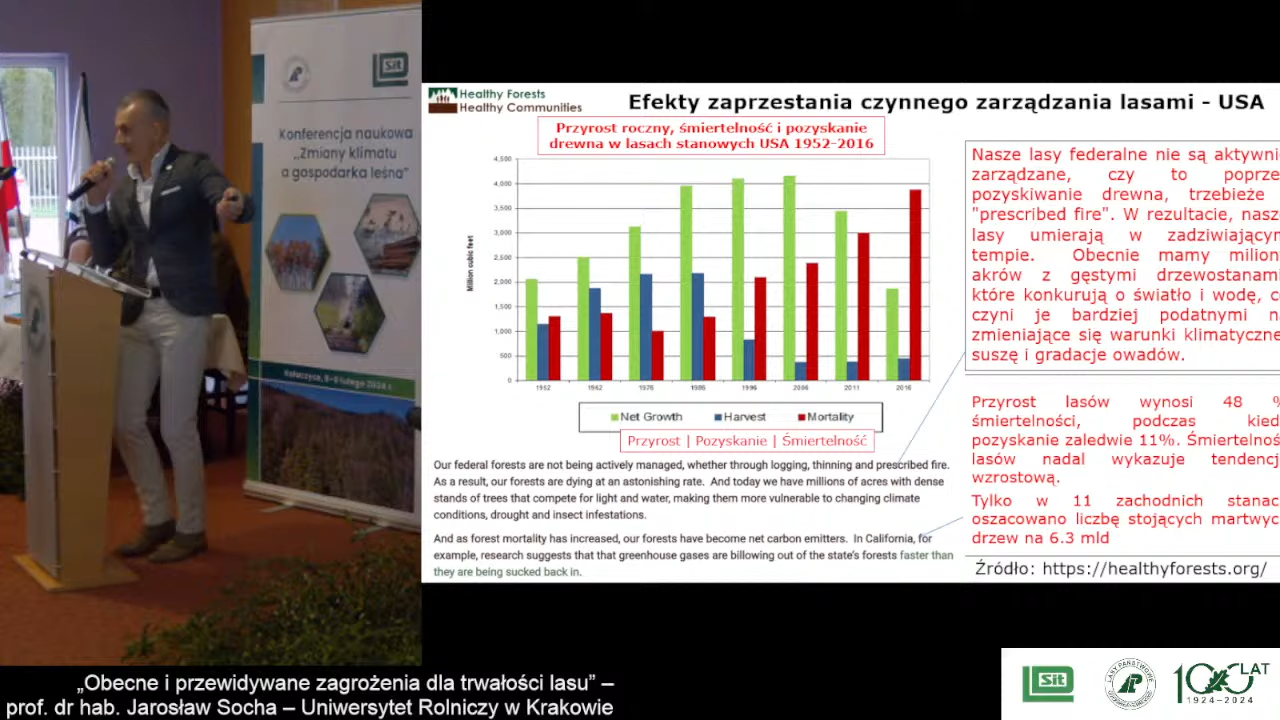 Sit
Konferencja naukowa
„Zmiany klimatu
a gospodarka leśna”
Healthy Forests
Healthy Communities
Efekty zaprzestania czynnego zarządzania lasami - USA
Przyrost roczny, śmiertelność i pozyskanie
drewna w lasach stanowych USA 1952-2016
4,500
4,000
3,500
3,000
2,500
2,000
1,500
1,000
500
0
Million cubic feet
1952 1962 1976 1986 1996 2006 2011 2016
Net Growth Harvest Mortality
Przyrost | Pozyskanie | Śmiertelność
Our federal forests are not being actively managed, whether through logging, thinning and prescribed fire.
As a result, our forests are dying at an astonishing rate. And today we have millions of acres with dense
stands of trees that compete for light and water, making them more vulnerable to changing climate
conditions, drought and insect infestations.
And as forest mortality has increased, our forests have become net carbon emitters. In California, for
example, research suggests that that greenhouse gases are billowing out of the state's forests faster than
they are being sucked back in.
Nasze lasy federalne nie są aktywni
zarządzane, czy to poprze
pozyskiwanie drewna, trzebieże
"prescribed fire". W rezultacie, nasz
lasy umierają w zadziwiający
tempie. Obecnie mamy milion
akrów z gęstymi drzewostanam
które konkurują o światło i wodę, c
czyni je bardziej podatnymi n
zmieniające się warunki klimatyczne
suszę i gradacje owadów.
Przyrost lasów wynosi 48 %
śmiertelności, podczas kied
pozyskanie zaledwie 11%. Śmiertelnoś
lasów nadal wykazuje tendencj
wzrostową.
Tylko w 11 zachodnich stanac
oszacowano liczbę stojących martwyc
drzew na 6.3 mld
Źródło: https://healthyforests.org/
„Obecne i przewidywane zagrożenia dla trwałości lasu” –
prof. dr hab. Jarosław Socha – Uniwersytet Rolniczy w Krakowie
Sit
LASY PAŃSTWOWE
100 LAT
1924–2024